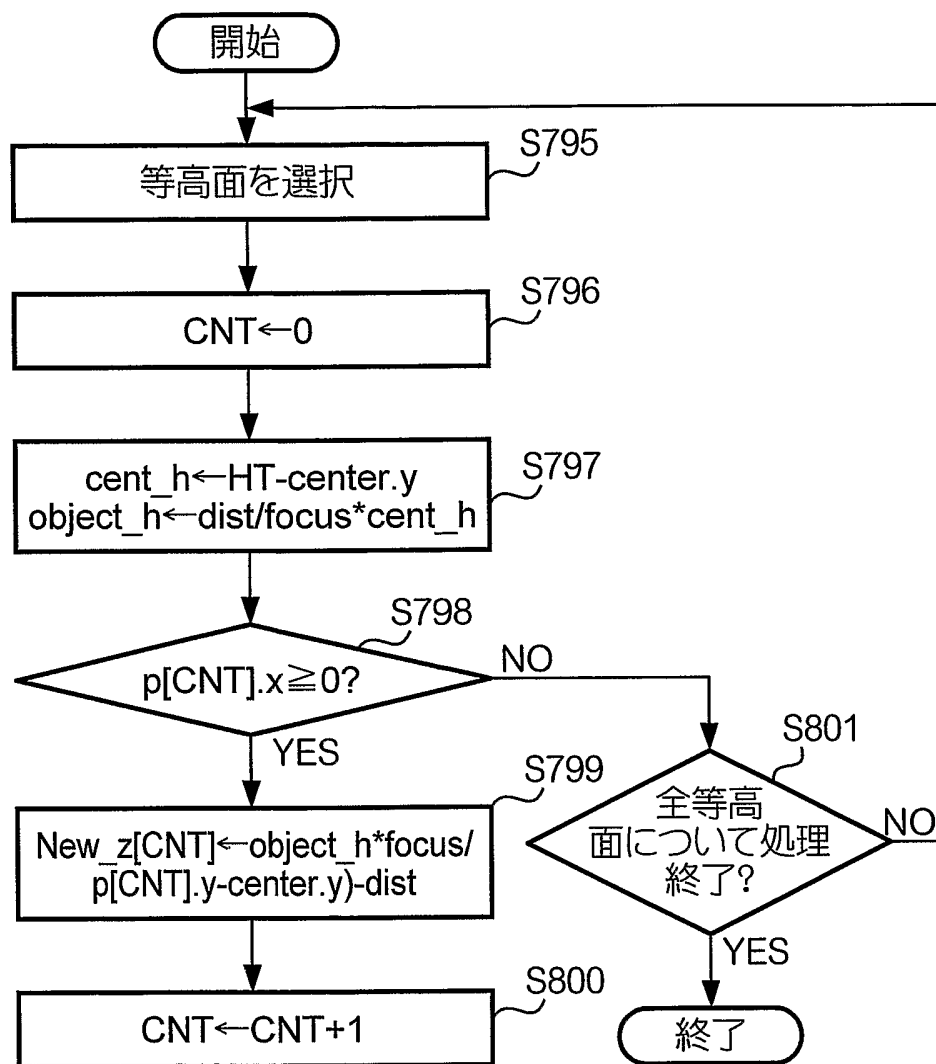 開始
S795
等高面を選択
S796
CNT←0
S797
cent_h←HT-center.y
object_h←dist/focus*cent_h
S798
p[CNT].x≧0?
NO
YES
S799
New_z[CNT]←object_h*focus/
p[CNT].y-center.y)-dist
S800
CNT←CNT+1
S801
全等高
面について処理
終了?
NO
YES
終了